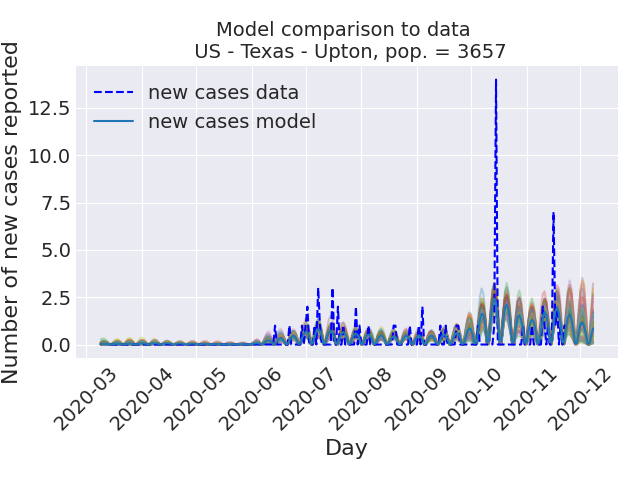 Model comparison to data
US - Texas - Upton, pop. = 3657
Number of new cases reported
12.5
10.0
7.5
5.0
2.5
0.0
new cases data
new cases model
2020-03
2020-04
2020-05
2020-06
2020-07
2020-08
2020-09
2020-10
2020-11
2020-12
Day